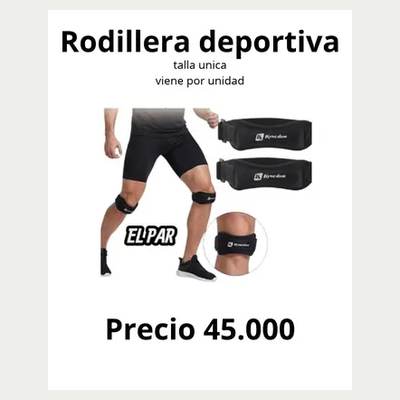 Rodillera deportiva
talla unica
viene por unidad
EL PAR
Precio 45.000